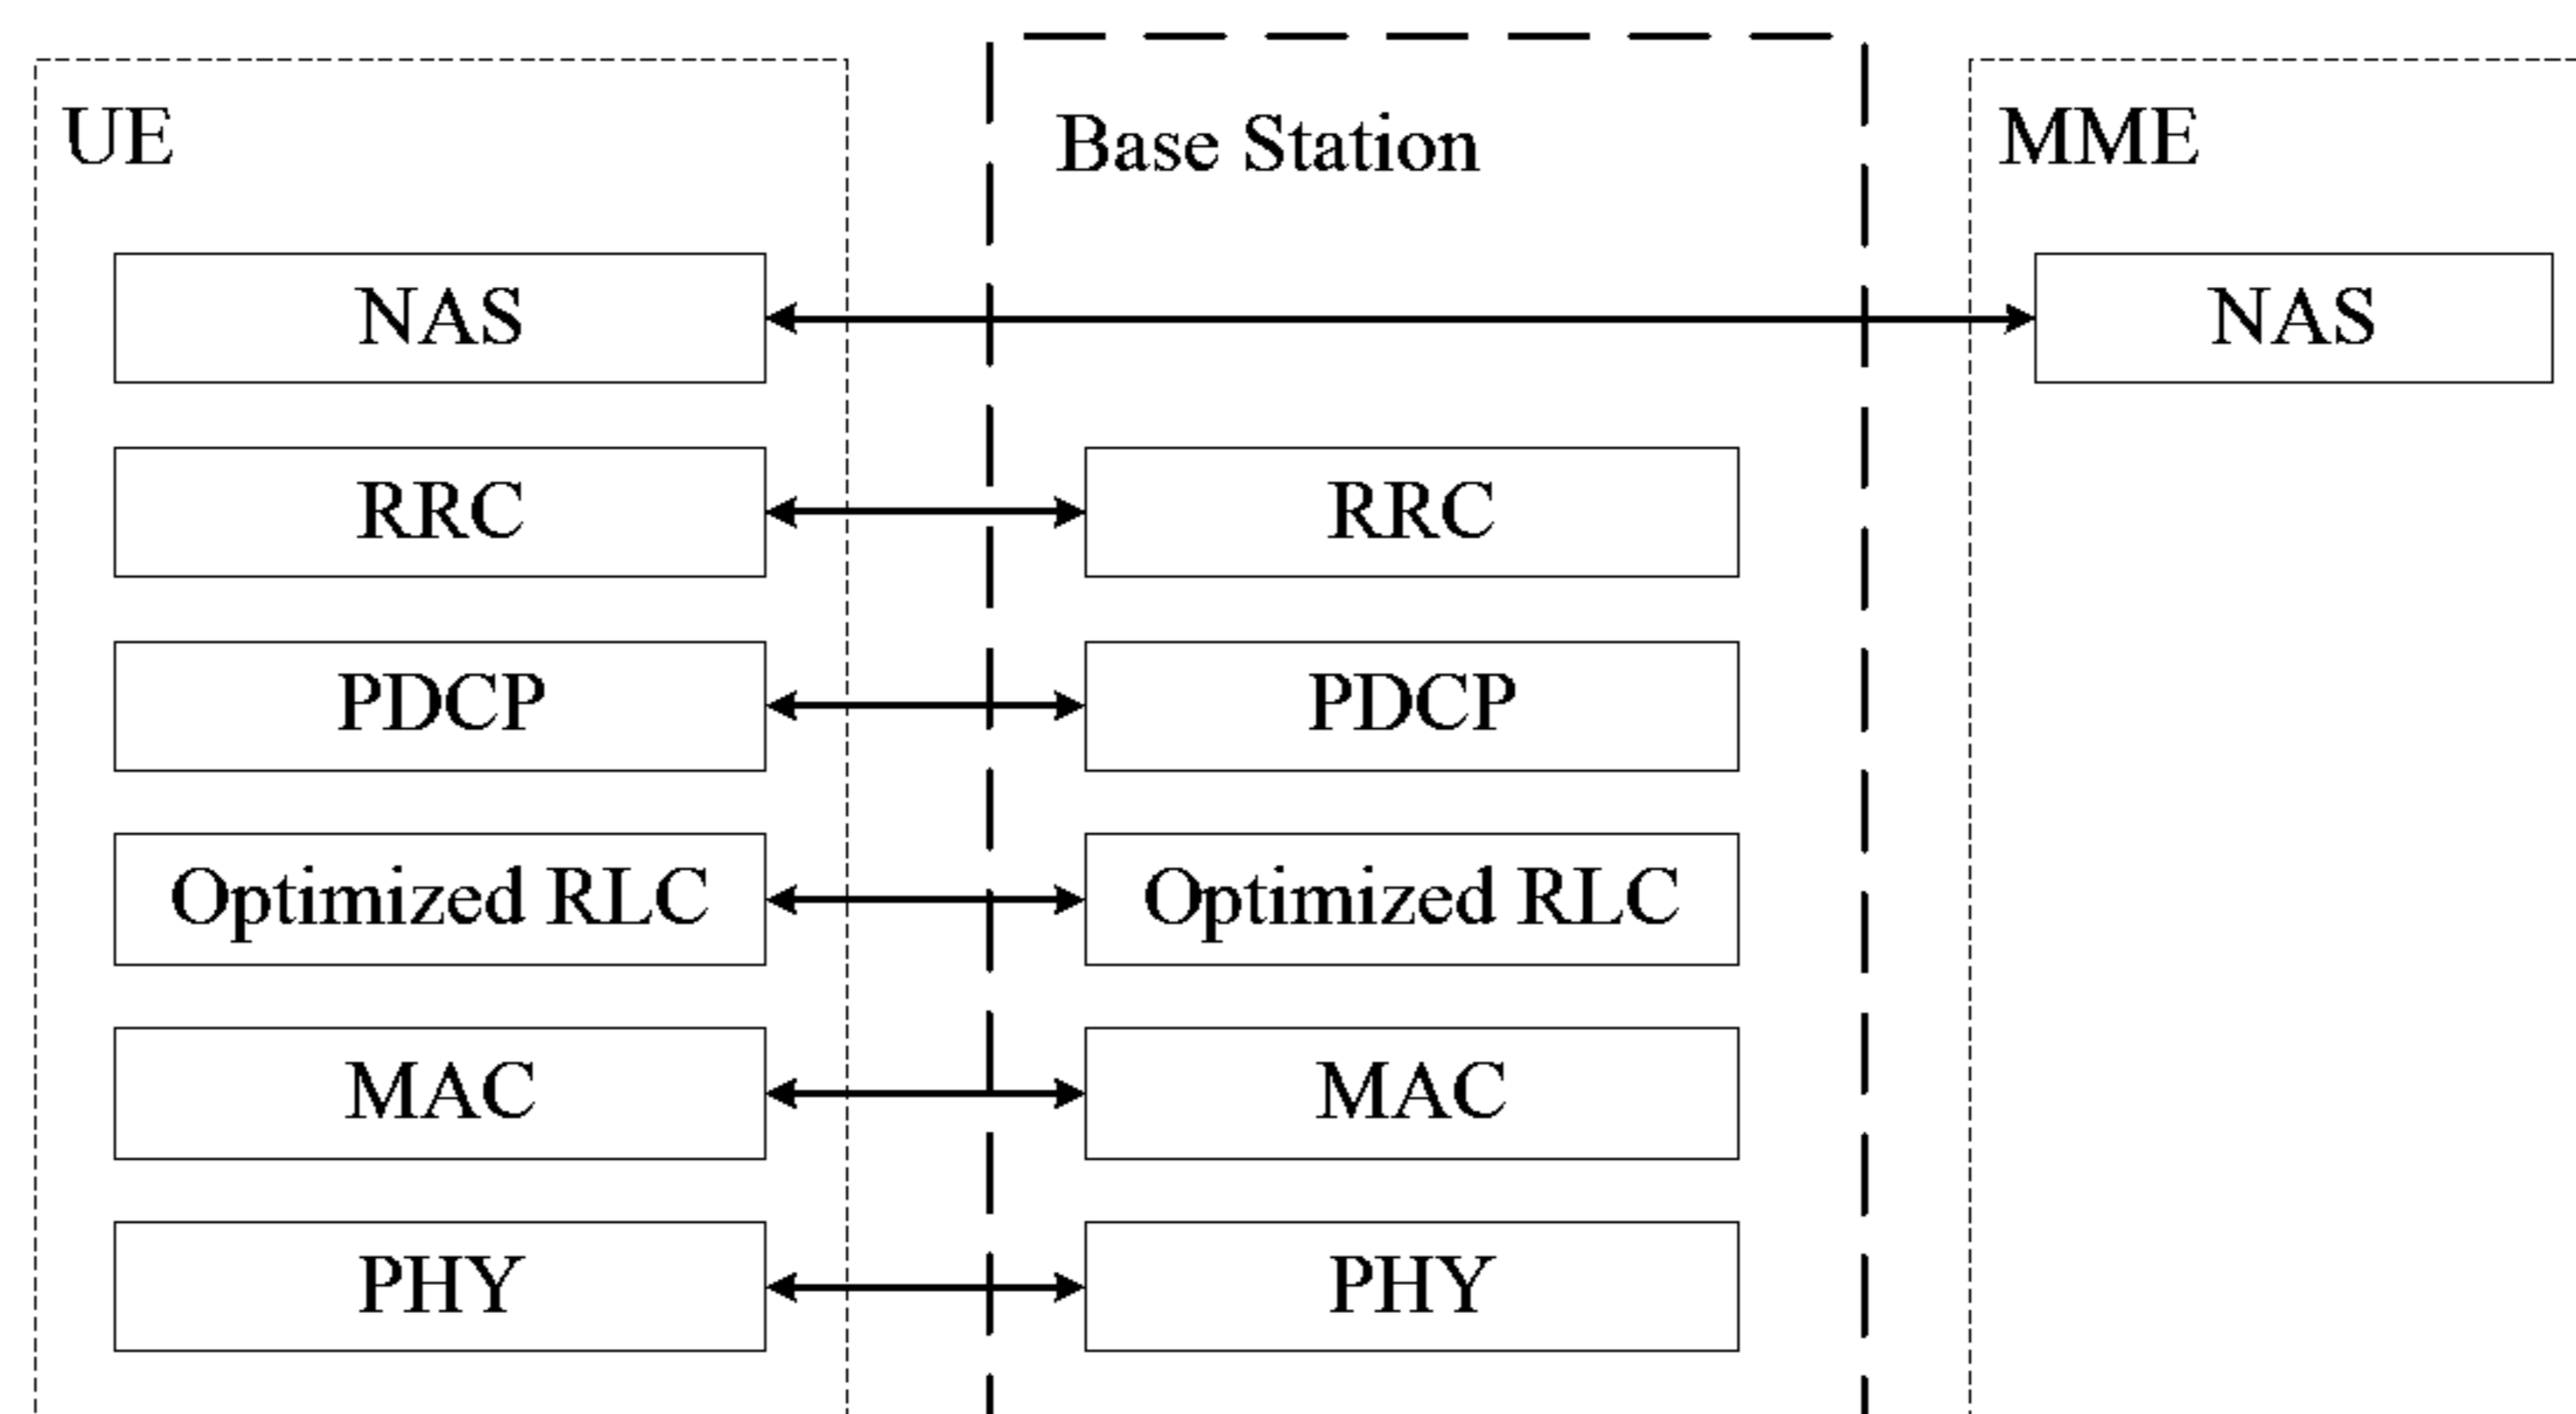 UE
Base Station
MME
NAS
NAS
RRC
RRC
PDCP
PDCP
Optimized RLC
Optimized RLC
MAC
MAC
PHY
PHY